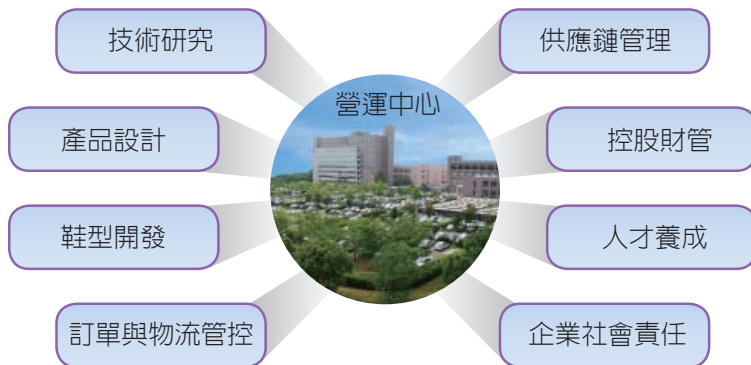 技術研究
供應鏈管理
營運中心
產品設計
控股財管
鞋型開發
人才養成
訂單與物流管控
企業社會責任